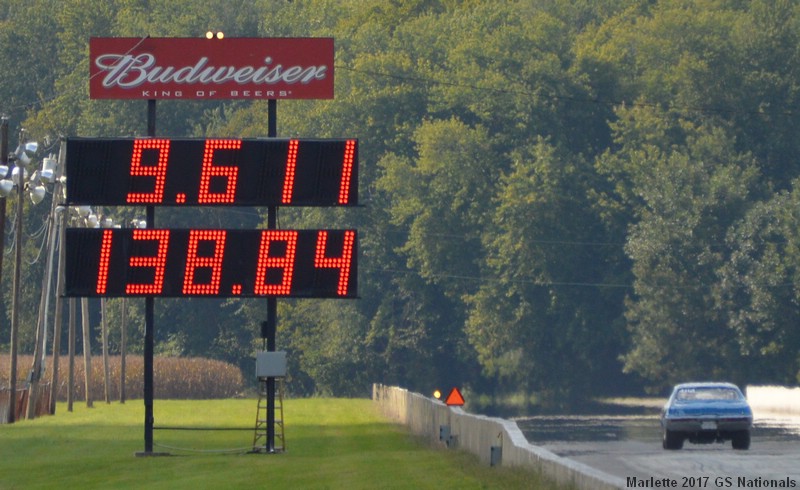 Budweiser
KING OF BEERS
9.611
138.84
Marlette 2017 GS Nationals